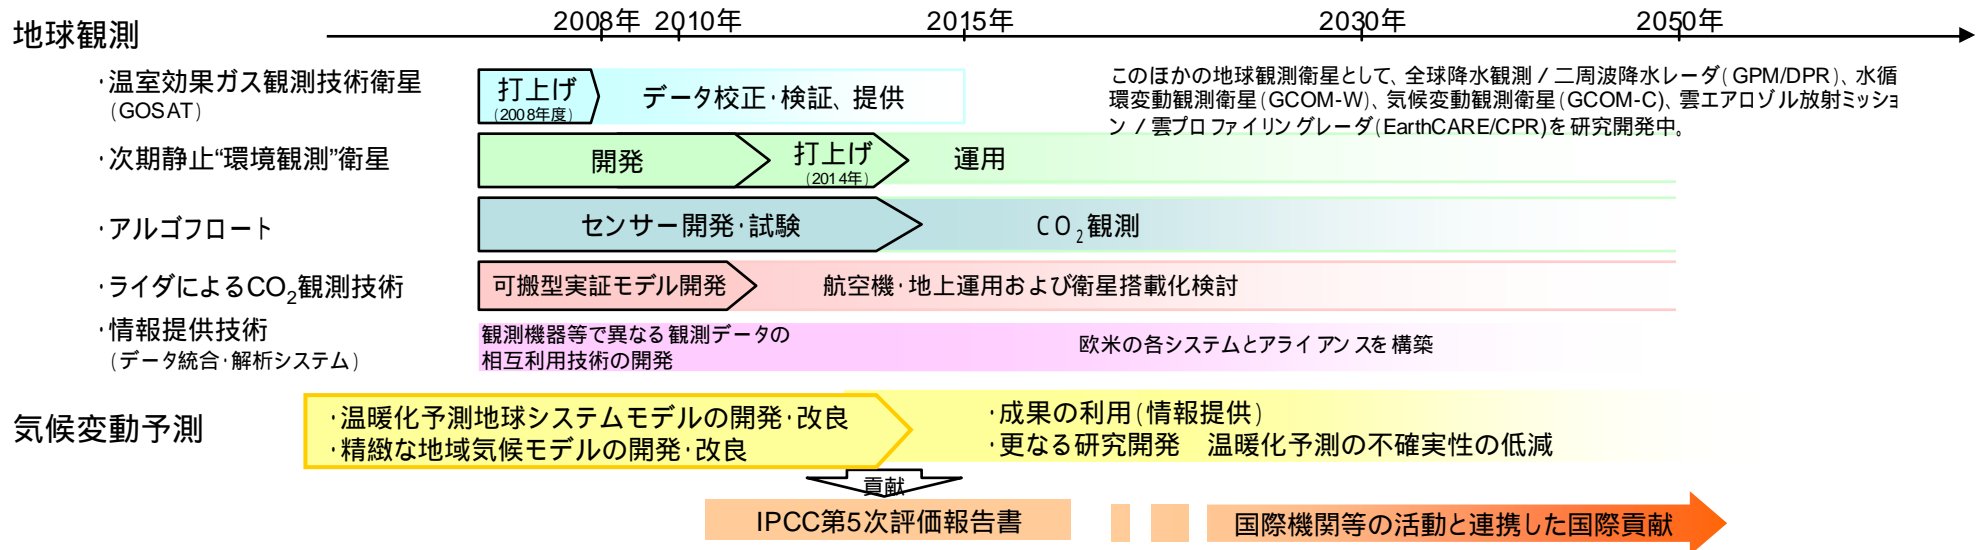 2008年 2010年 2015年 2030年 2050年
地球観測
・温室効果ガス観測技術衛星
(GOSAT)
打上げ
(2008年度)
データ校正・検証、提供
このほかの地球観測衛星として、全球降水観測/二周波降水レーダ(GPM/DPR)、水循
環変動観測衛星(GCOM-W)、気候変動観測衛星(GCOM-C)、雲エアロゾル放射ミッショ
ン/雲プロファイリングレーダ(EarthCARE/CPR)を研究開発中。
・次期静止“環境観測”衛星
開発
打上げ
(2014年)
運用
・アルゴフロート
センサー開発・試験
CO2観測
・ライダによるCO2観測技術
可搬型実証モデル開発
航空機・地上運用および衛星搭載化検討
・情報提供技術
(データ統合・解析システム)
観測機器等で異なる観測データの
相互利用技術の開発
欧米の各システムとアライアンスを構築
気候変動予測
・温暖化予測地球システムモデルの開発・改良
・精緻な地域気候モデルの開発・改良
・成果の利用(情報提供)
・更なる研究開発 温暖化予測の不確実性の低減
貢献
IPCC第5次評価報告書
国際機関等の活動と連携した国際貢献